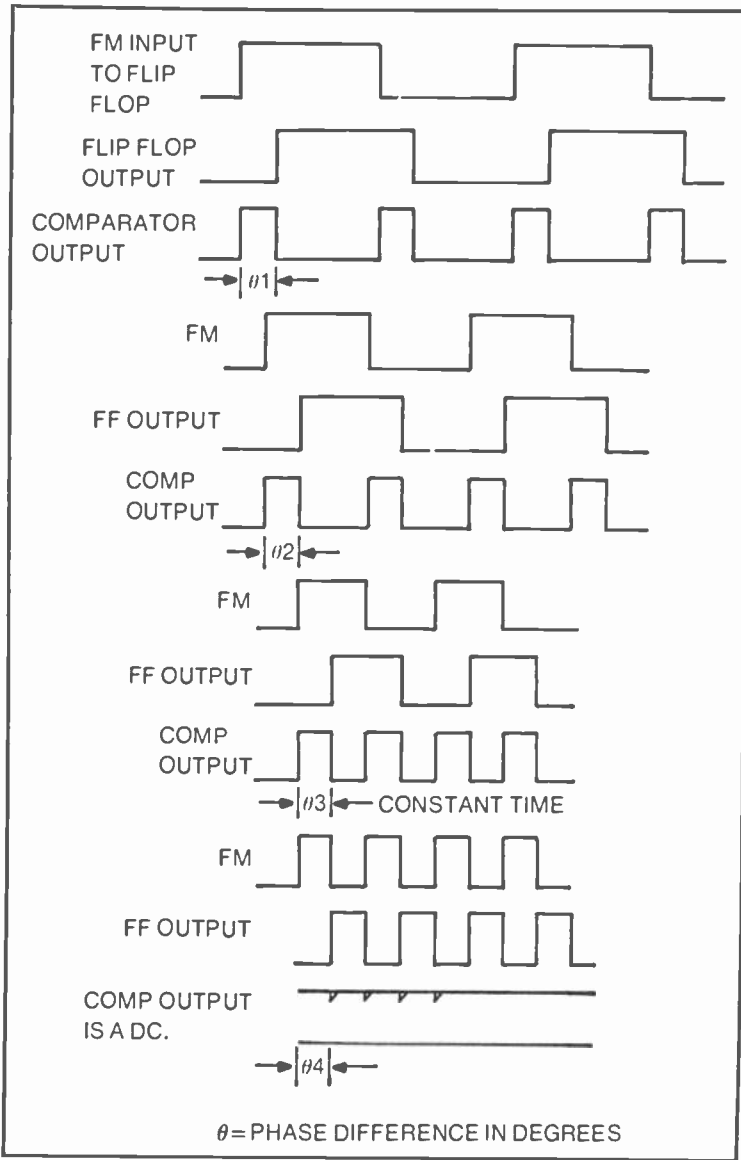 FM INPUT
TO FLIP
FLOP
FLIP FLOP
OUTPUT
COMPARATOR
OUTPUT
θ1
FM
FF OUTPUT
COMP
OUTPUT
θ2
FM
FF OUTPUT
COMP
OUTPUT
θ3 CONSTANT TIME
FM
FF OUTPUT
COMP OUTPUT
IS A DC.
θ4
θ = PHASE DIFFERENCE IN DEGREES